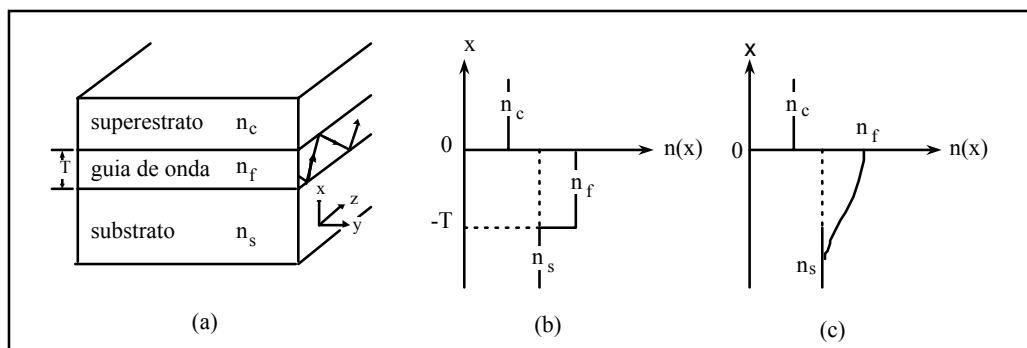 superestrato n_c
T
guia de onda n_f
x
z
y
substrato n_s
(a)
x
n_c
0
n(x)
n_f
-T
n_s
(b)
x
n_c
n_f
0
n(x)
n_s
(c)